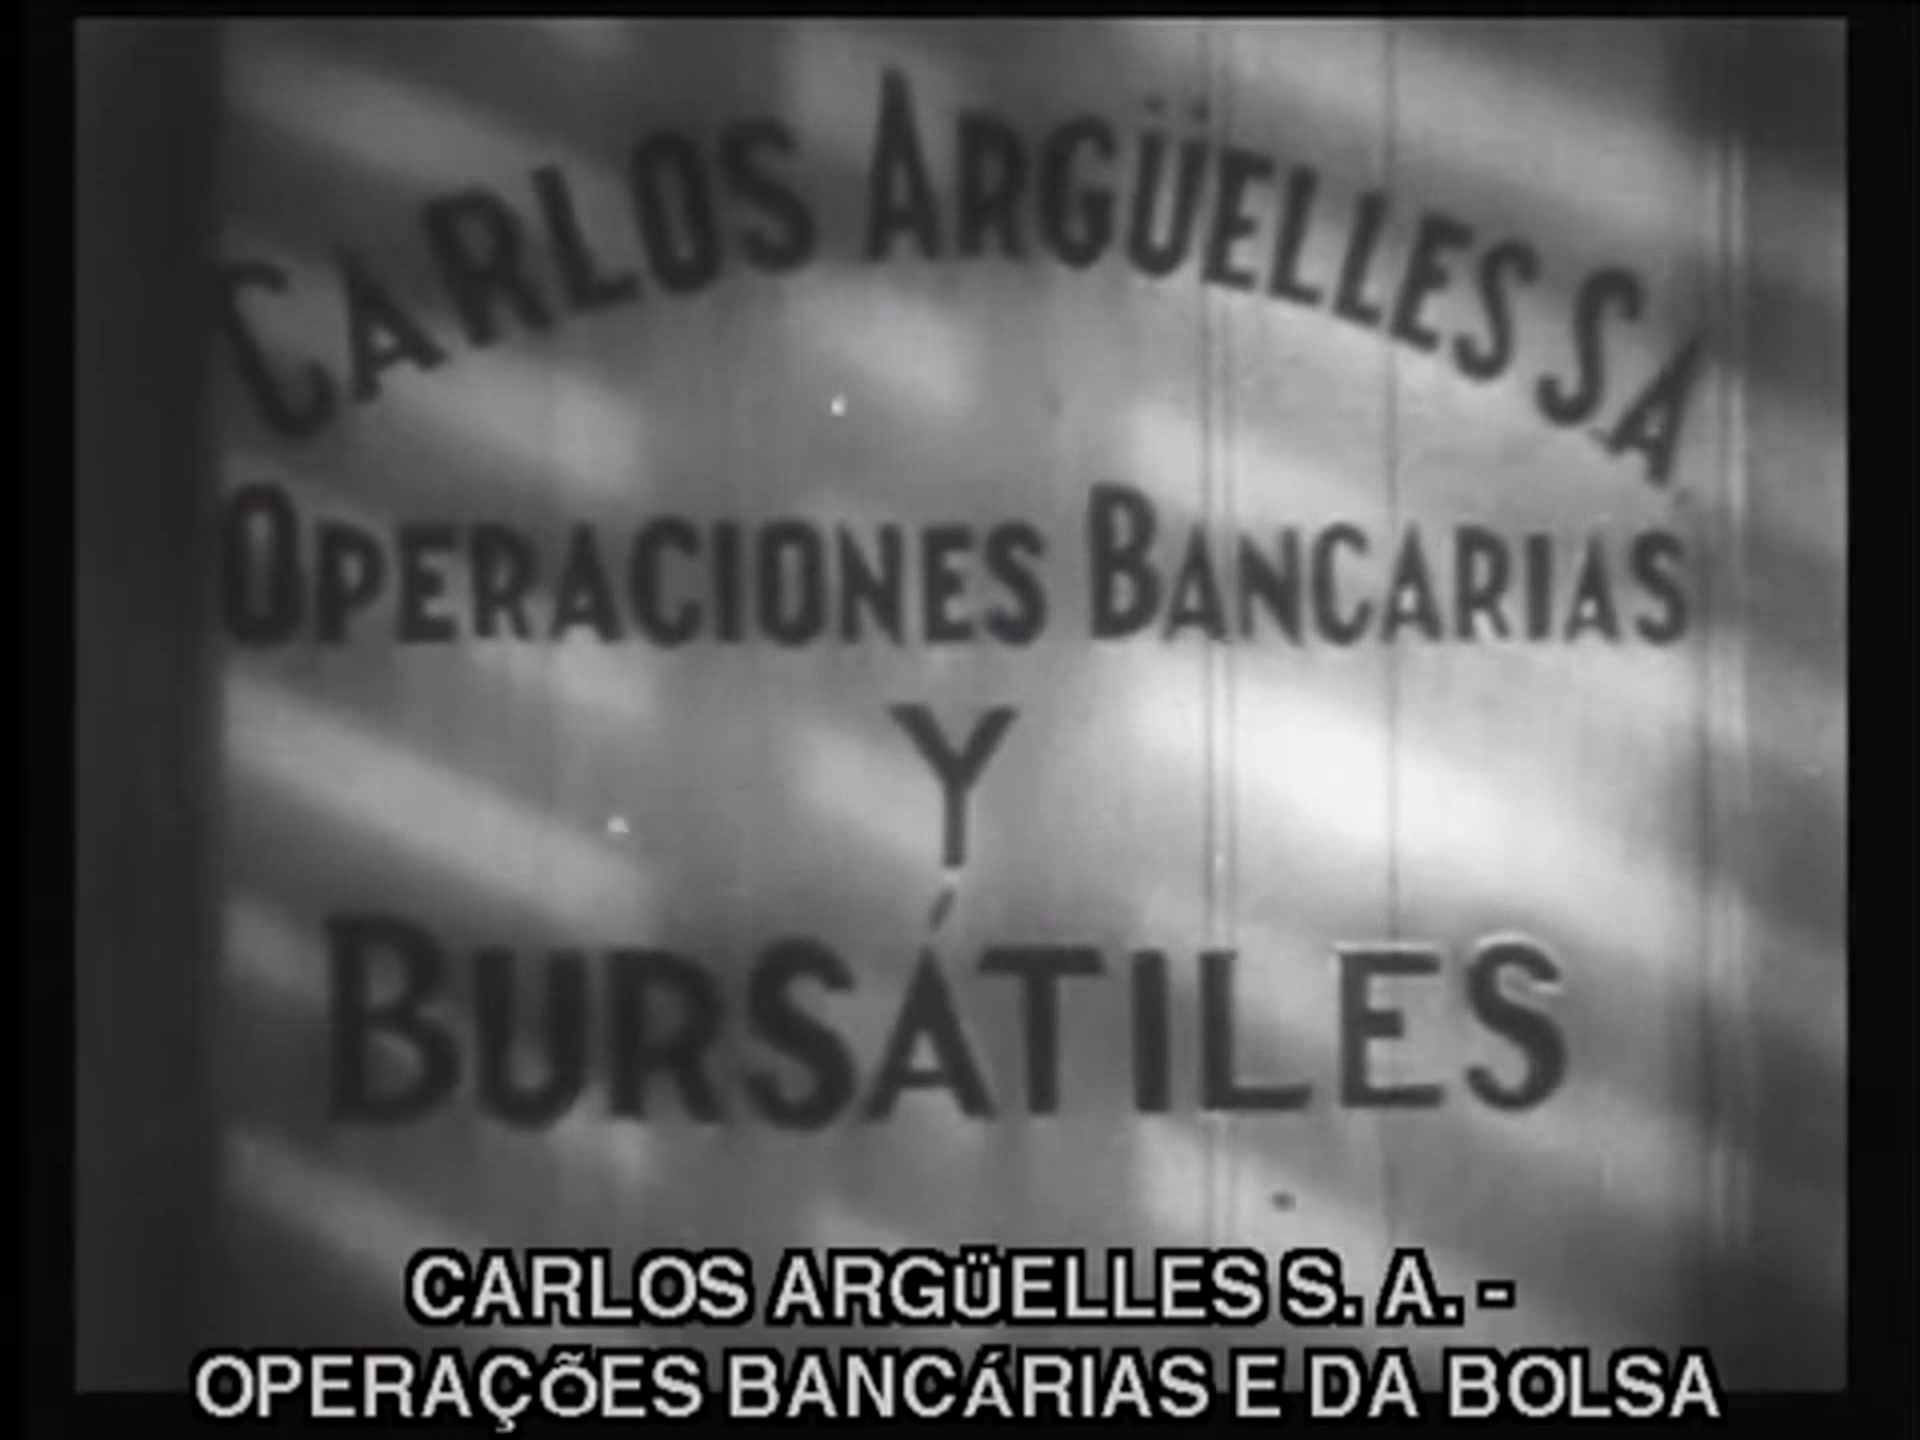 CARLOS ARGÜELLES S.A.
OPERACIONES BANCARIAS
Y
BURSÁTILES
CARLOS ARGÜELLES S. A. -
OPERAÇÕES BANCÁRIAS E DA BOLSA